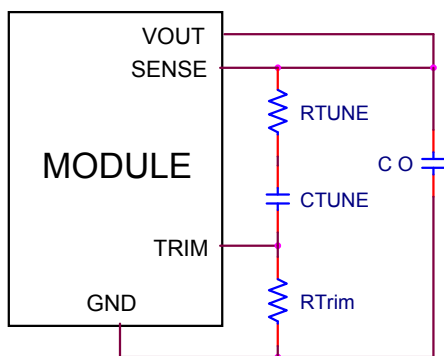 VOUT
SENSE
RTUNE
MODULE
C O
CTUNE
TRIM
GND
RTrim